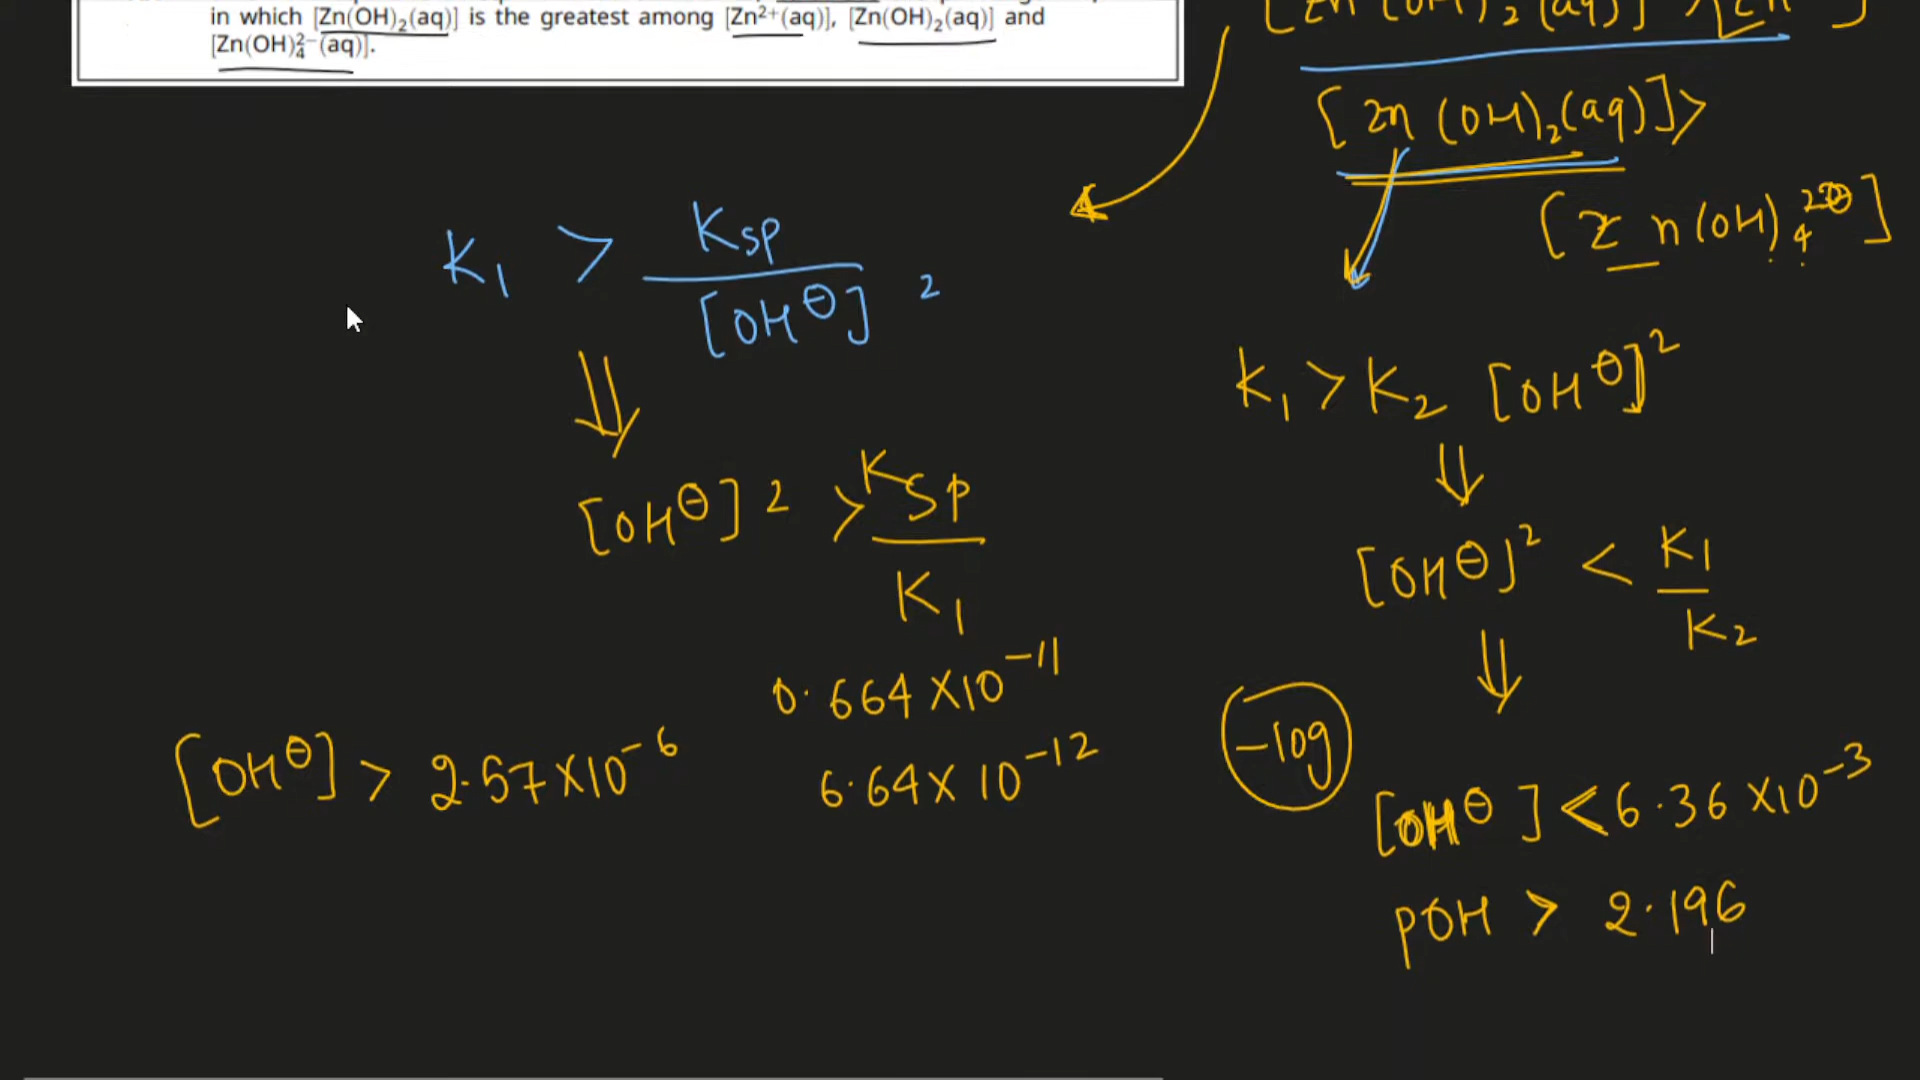 in which [Zn(OH)₂(aq)] is the greatest among [Zn²⁺(aq)], [Zn(OH)₂(aq)] and
[Zn(OH)₄²⁻(aq)].
[Zn(OH)₂(aq)] >
[Zn(OH)₂(aq)] >
[Zn(OH)₄²⊖]
K₁ > Ksp / [OH⊖]²
⇓
[OH⊖]² > Ksp / K₁
0.664 × 10⁻¹¹
6.64 × 10⁻¹²
[OH⊖] > 2.57 × 10⁻⁶
K₁ > K₂ [OH⊖]²
⇓
[OH⊖]² < K₁ / K₂
⇓
-log
[OH⊖] < 6.36 × 10⁻³
pOH > 2.196